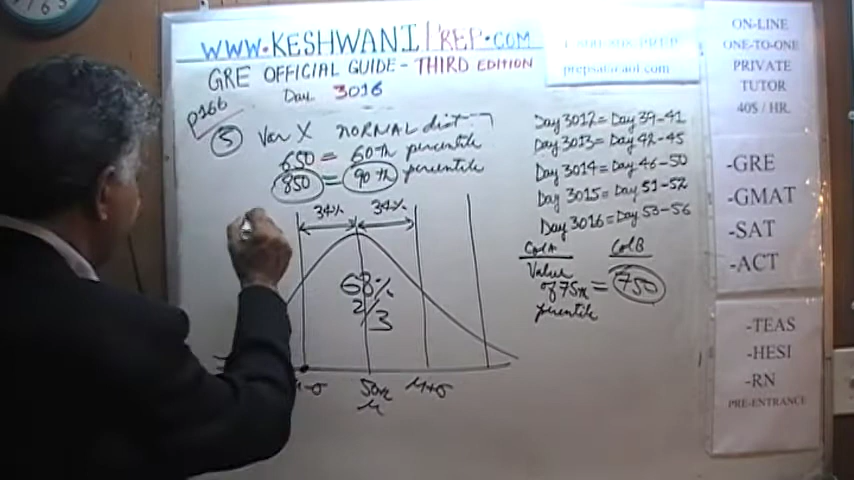 WWW.KESHWANI PREP.COM
GRE OFFICIAL GUIDE - THIRD EDITION
Day 3016
P166
5 Var X NORMAL dist
650 = 60th percentile
850 = 90th percentile
34% 34%
68%
2/3
μ-σ 50th μ+σ
μ
prepsat@aol.com
Day 3012 = Day 39-41
Day 3013 = Day 42-45
Day 3014 = Day 46-50
Day 3015 = Day 51-52
Day 3016 = Day 53-56
Col A Col B
Value
of 75th = 750
percentile
ON-LINE
ONE-TO-ONE
PRIVATE
TUTOR
40$ / HR.
-GRE
-GMAT
-SAT
-ACT
-TEAS
-HESI
-RN
PRE-ENTRANCE